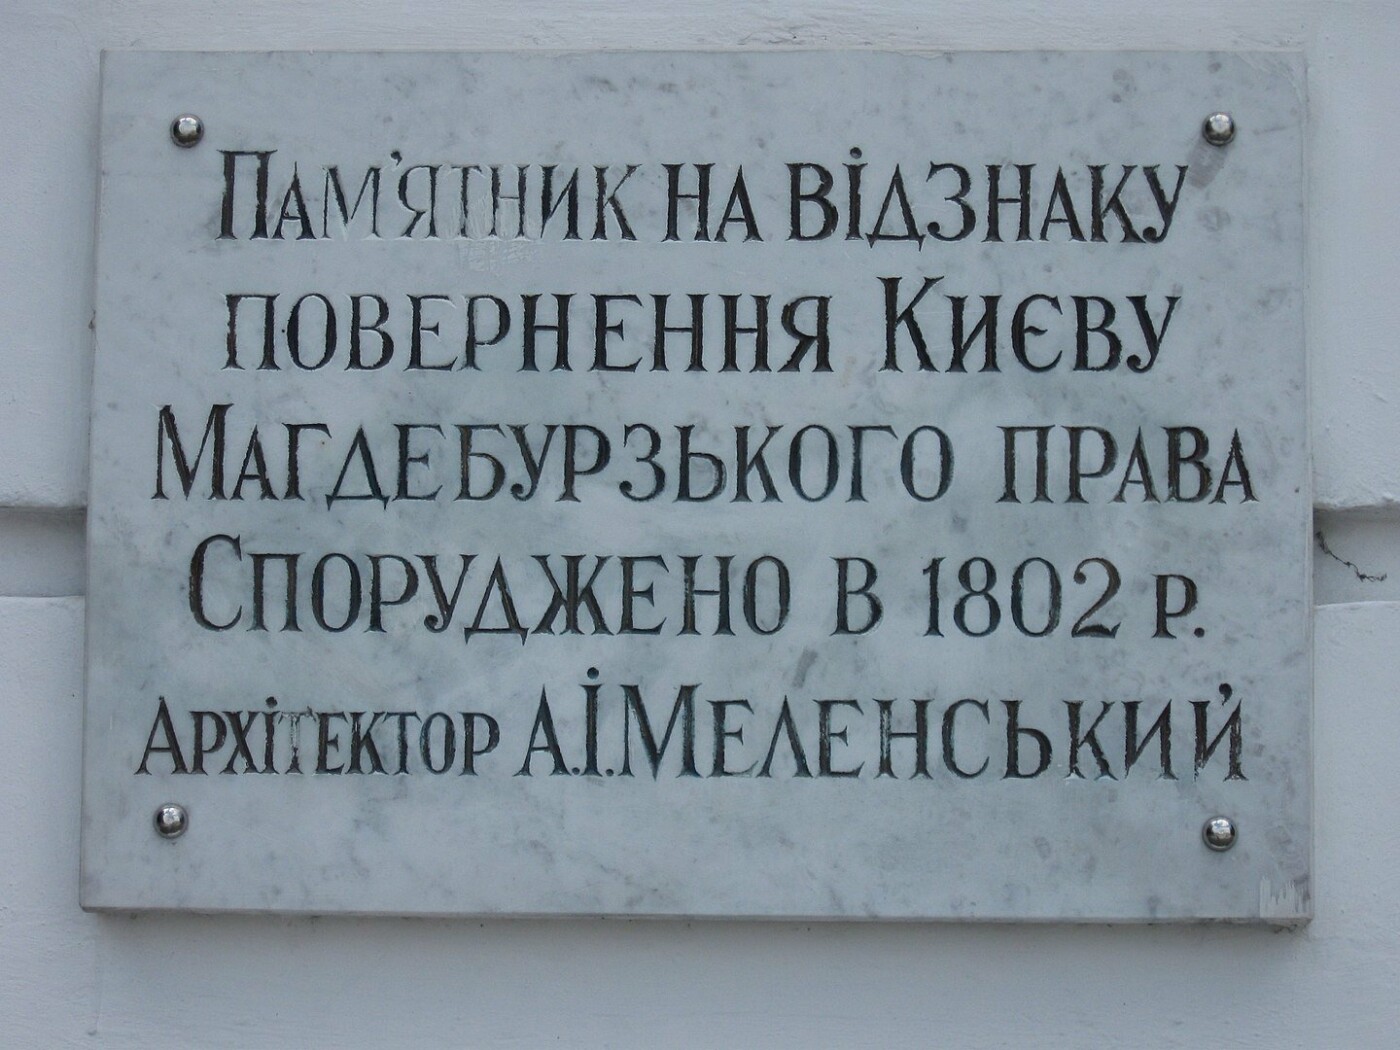 Пам'ятник на відзнаку
повернення Києву
Магдебурзького права
Споруджено в 1802 р.
Архітектор А.І.Меленський